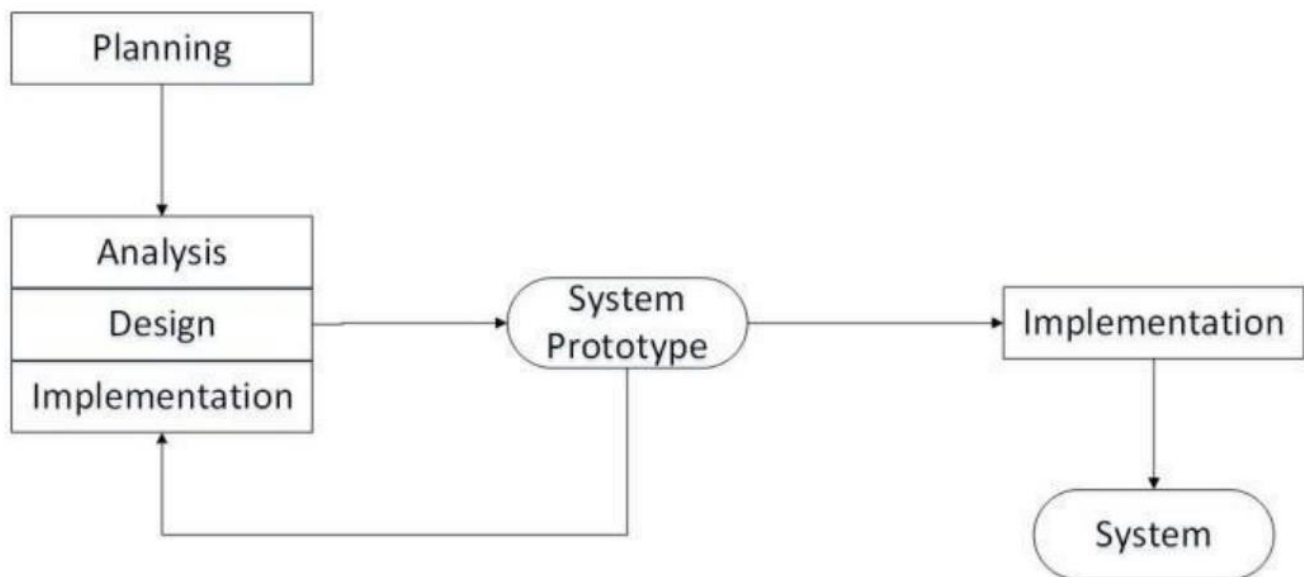 Planning
Analysis
Design
Implementation
System
Prototype
Implementation
System